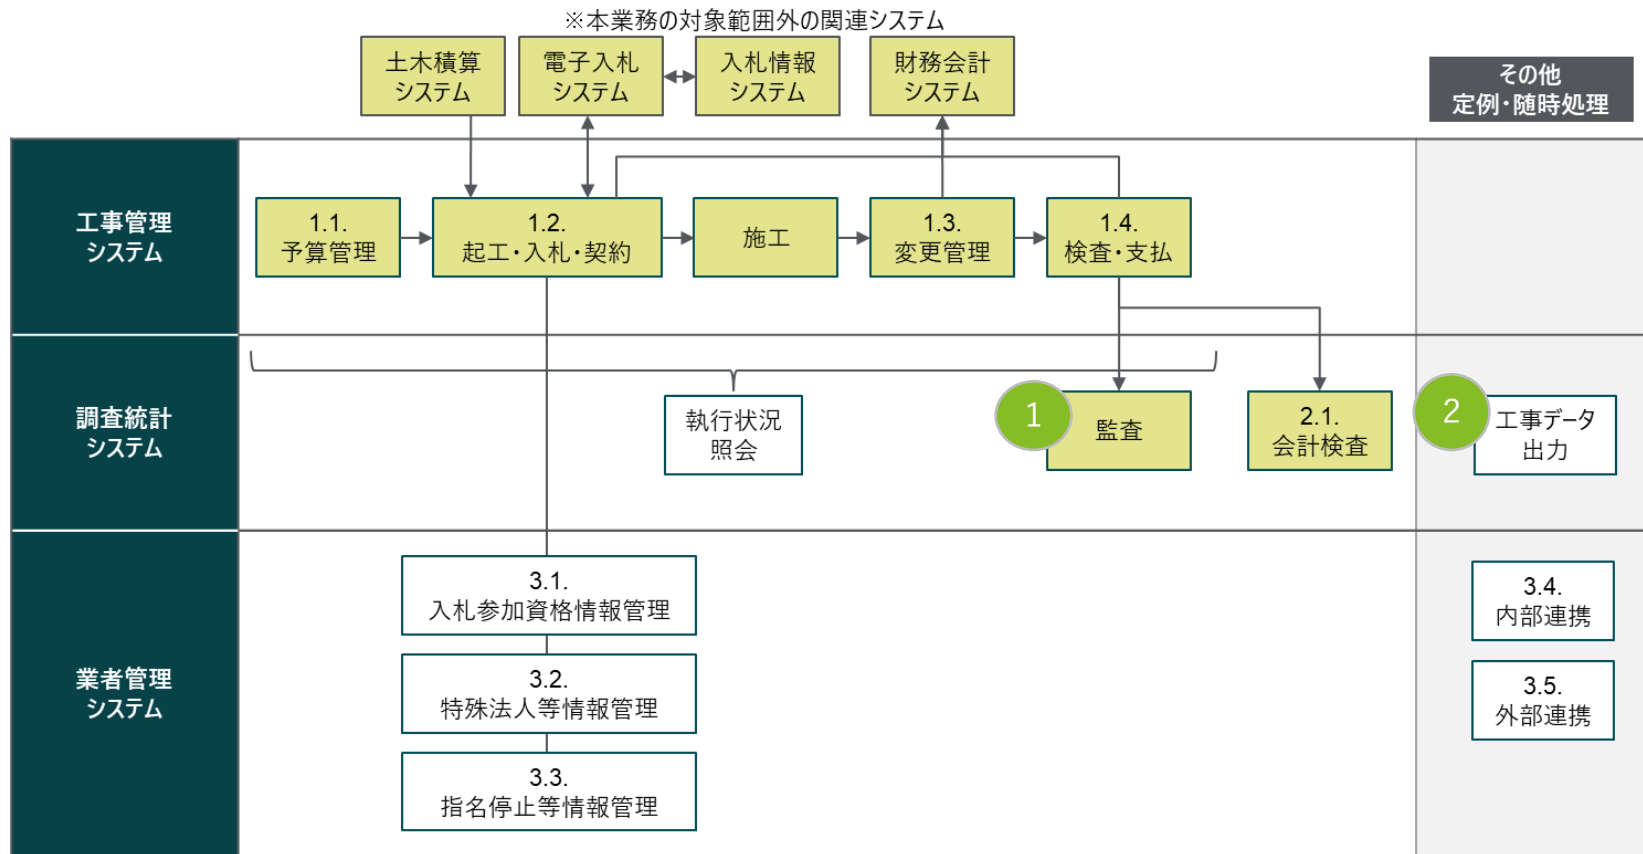 ※本業務の対象範囲外の関連システム
土木積算
システム
電子入札
システム
入札情報
システム
財務会計
システム
その他
定例・随時処理
工事管理
システム
1.1.
予算管理
1.2.
起工・入札・契約
施工
1.3.
変更管理
1.4.
検査・支払
調査統計
システム
執行状況
照会
1
監査
2.1.
会計検査
2
工事データ
出力
業者管理
システム
3.1.
入札参加資格情報管理
3.2.
特殊法人等情報管理
3.3.
指名停止等情報管理
3.4.
内部連携
3.5.
外部連携